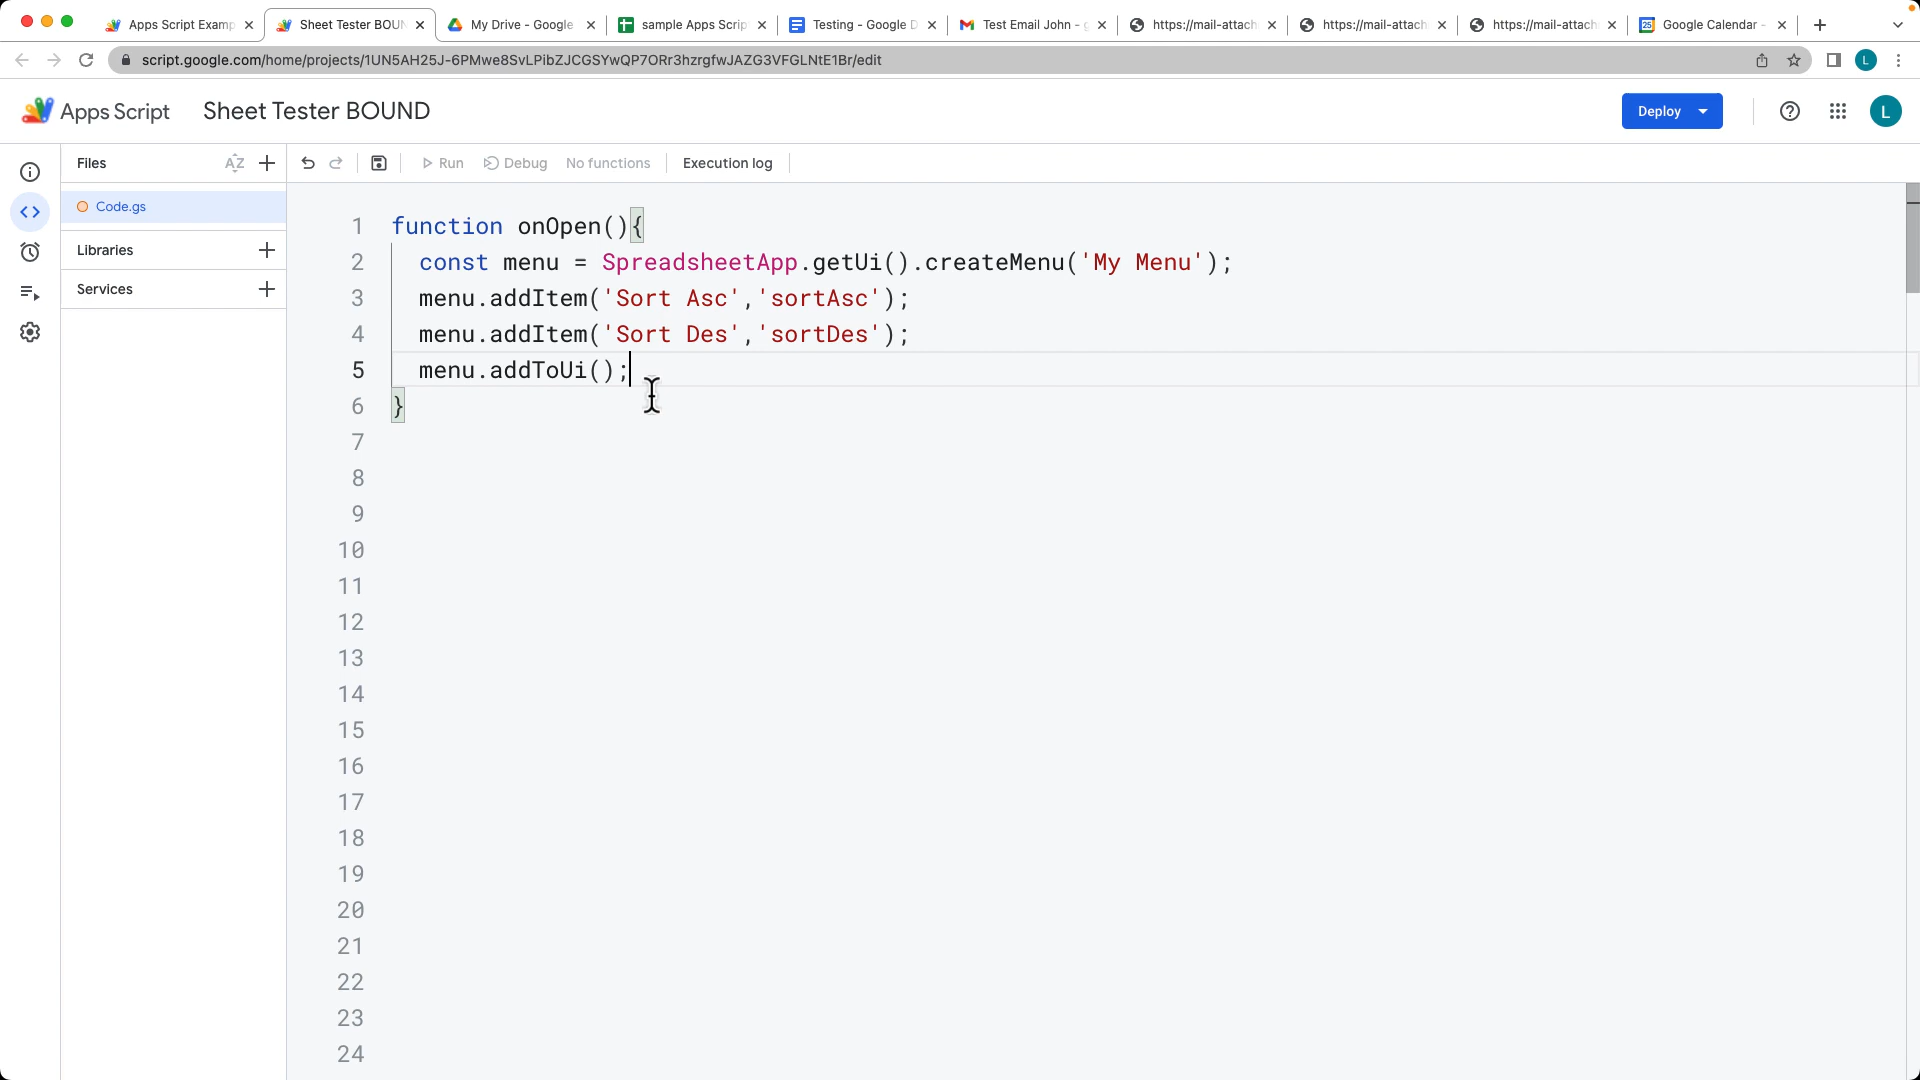 Apps Script Examp
Sheet Tester BOUN
My Drive - Google
sample Apps Scrip
Testing - Google D
Test Email John - g
https://mail-attach
https://mail-attach
https://mail-attach
25
Google Calendar -
script.google.com/home/projects/1UN5AH25J-6PMwe8SvLPibZJCGSYwQP7ORr3hzrgfwJAZG3VFGLNtE1Br/edit
L
Apps Script
Sheet Tester BOUND
Deploy
L
Files
AZ
Run
Debug
No functions
Execution log
Code.gs
Libraries
Services
1 function onOpen(){
2 const menu = SpreadsheetApp.getUi().createMenu('My Menu');
3 menu.addItem('Sort Asc','sortAsc');
4 menu.addItem('Sort Des','sortDes');
5 menu.addToUi();
6 }
7
8
9
10
11
12
13
14
15
16
17
18
19
20
21
22
23
24